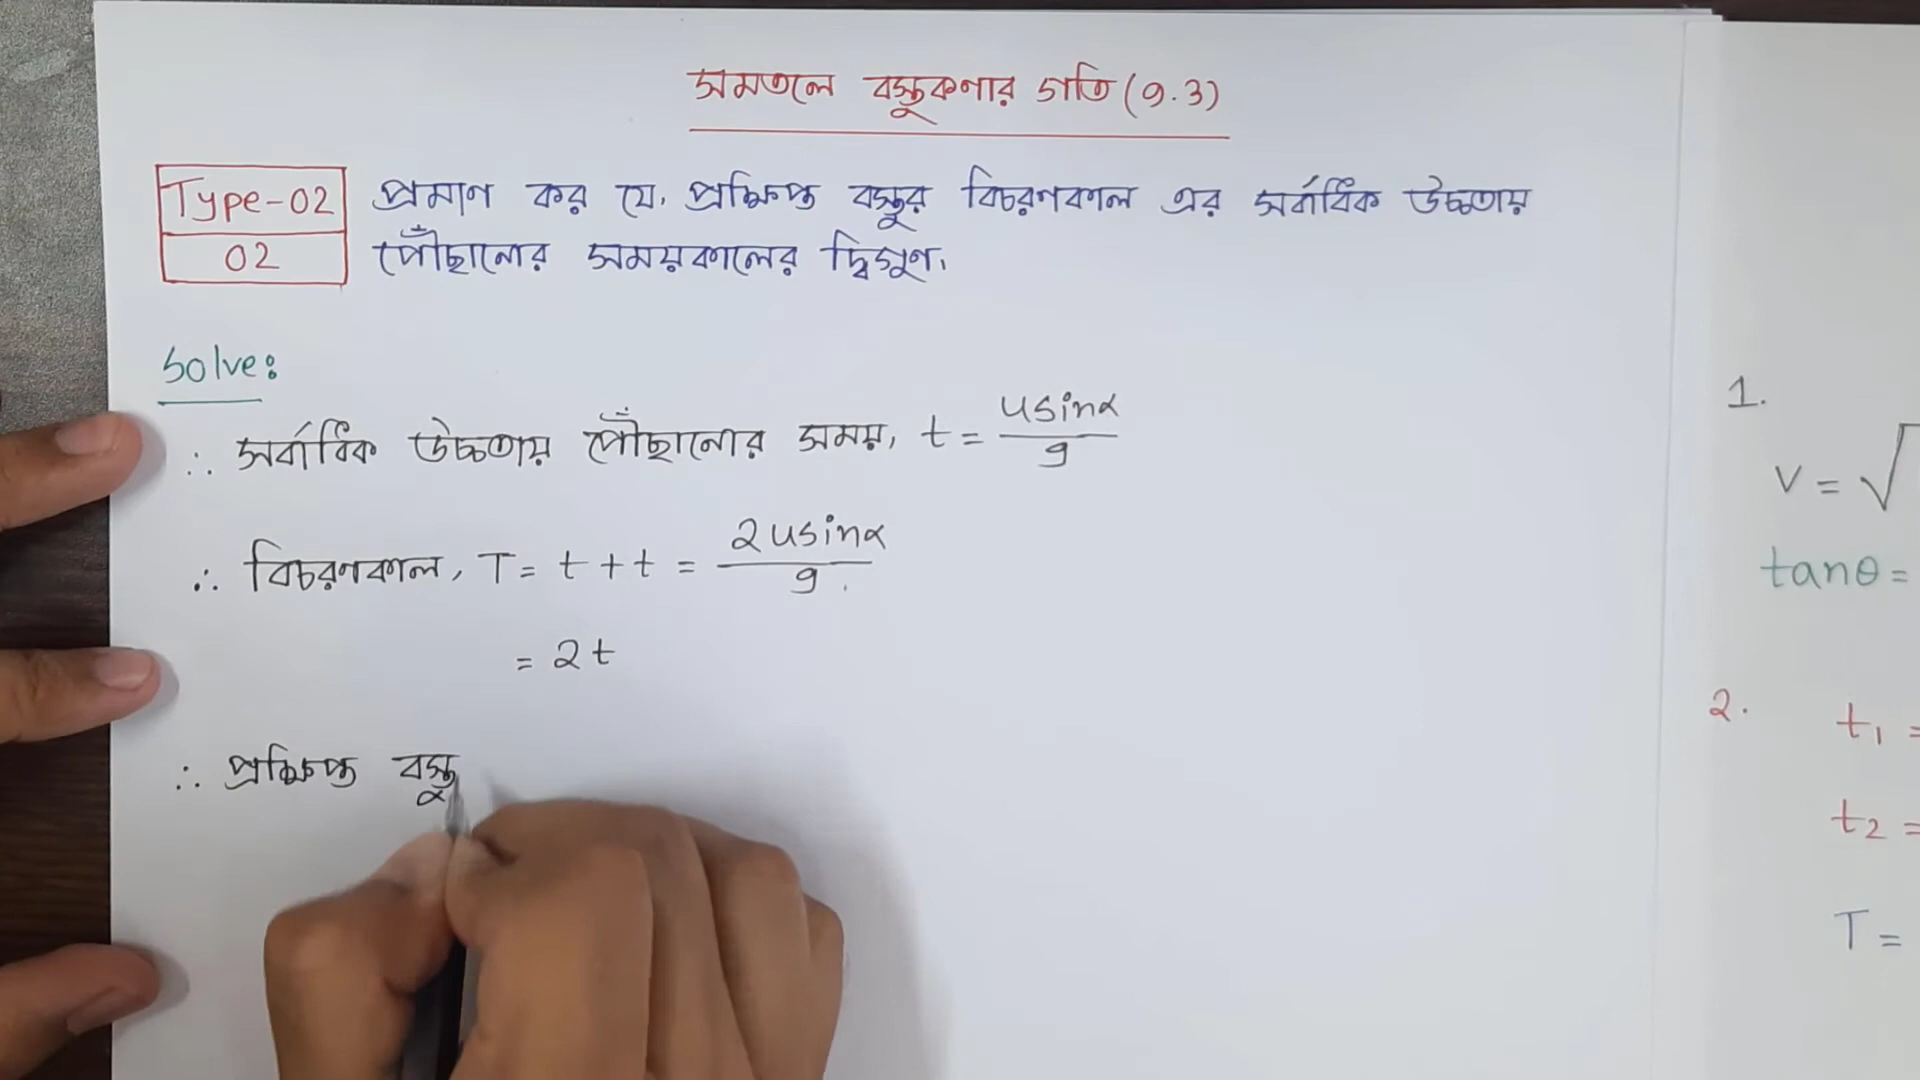 সমতলে বস্তুকণার গতি (9.3)
Type-02
02
প্রমাণ কর যে, প্রক্ষিপ্ত বস্তুর বিচরণকাল এর সর্বাধিক উচ্চতায়
পৌঁছানোর সময়কালের দ্বিগুণ।
Solve:
∴ সর্বাধিক উচ্চতায় পৌঁছানোর সময়, t = usinα/g
∴ বিচরণকাল, T = t + t = 2usinα/g
= 2t
∴ প্রক্ষিপ্ত বস্তু
1.
v = √
tanθ =
2.
t₁ =
t₂ =
T =